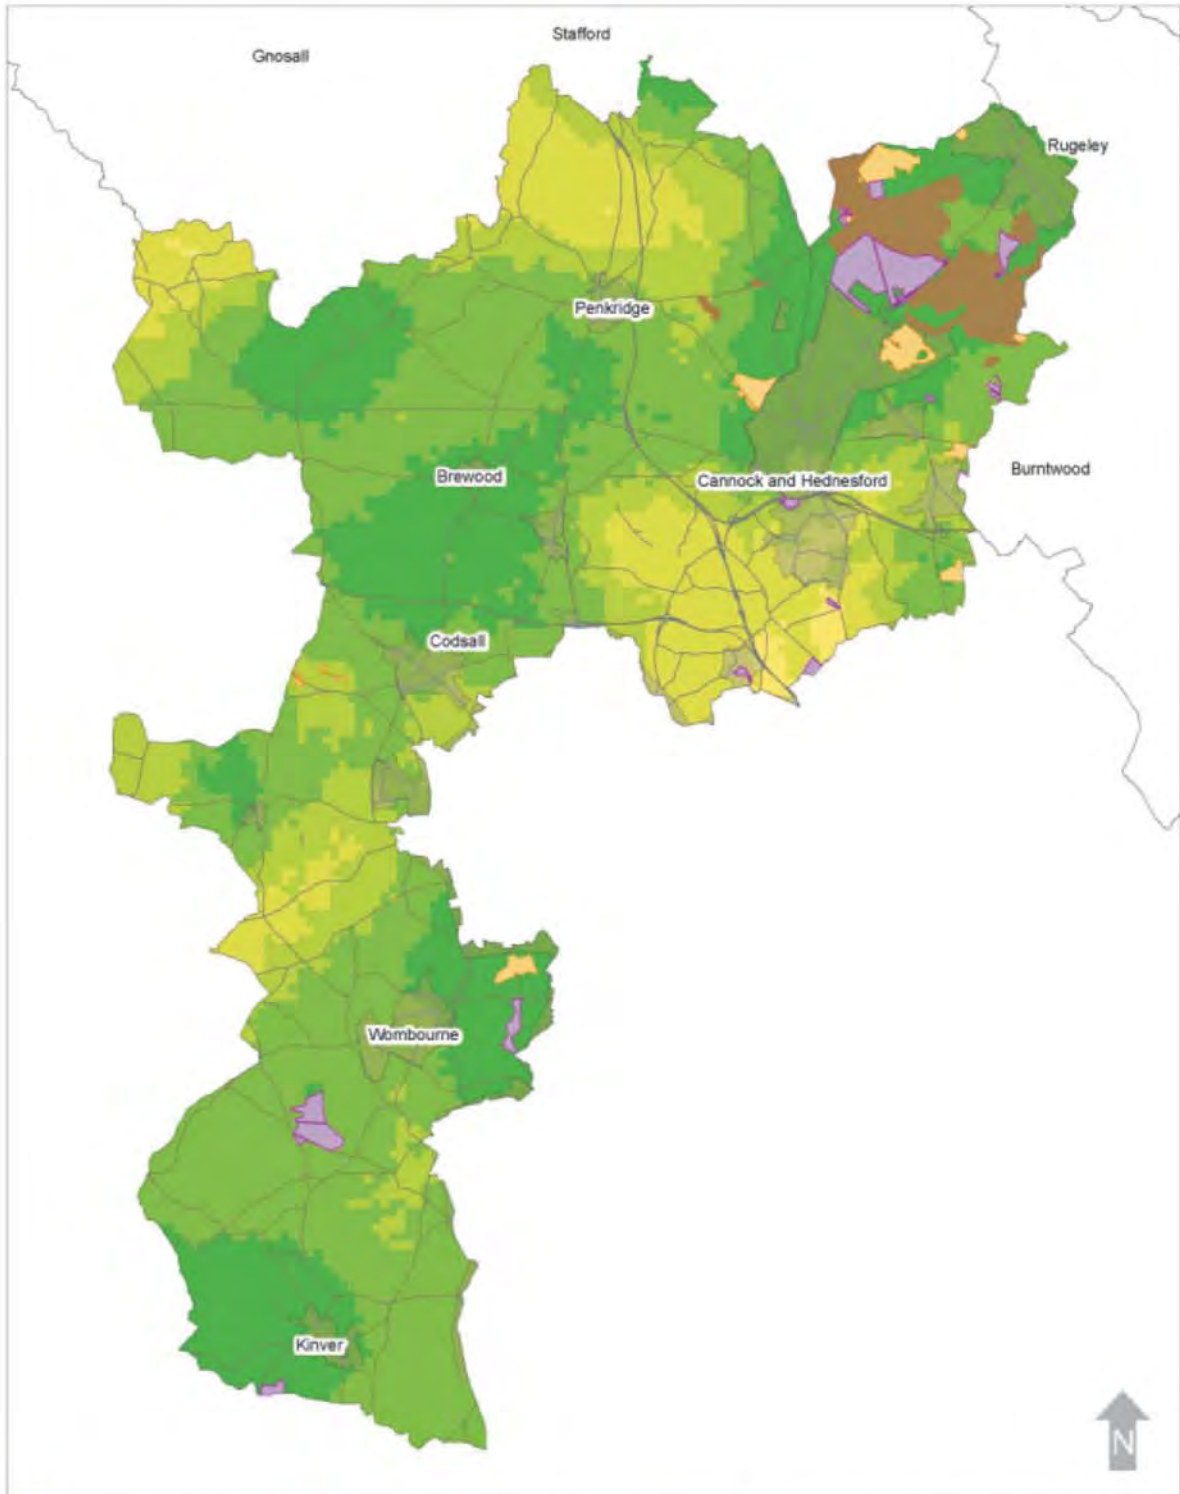 Stafford
Gnosall
Rugeley
Penkridge
Cannock and Hednesford
Burntwood
Brewood
Codsall
Wombourne
Kinver
N